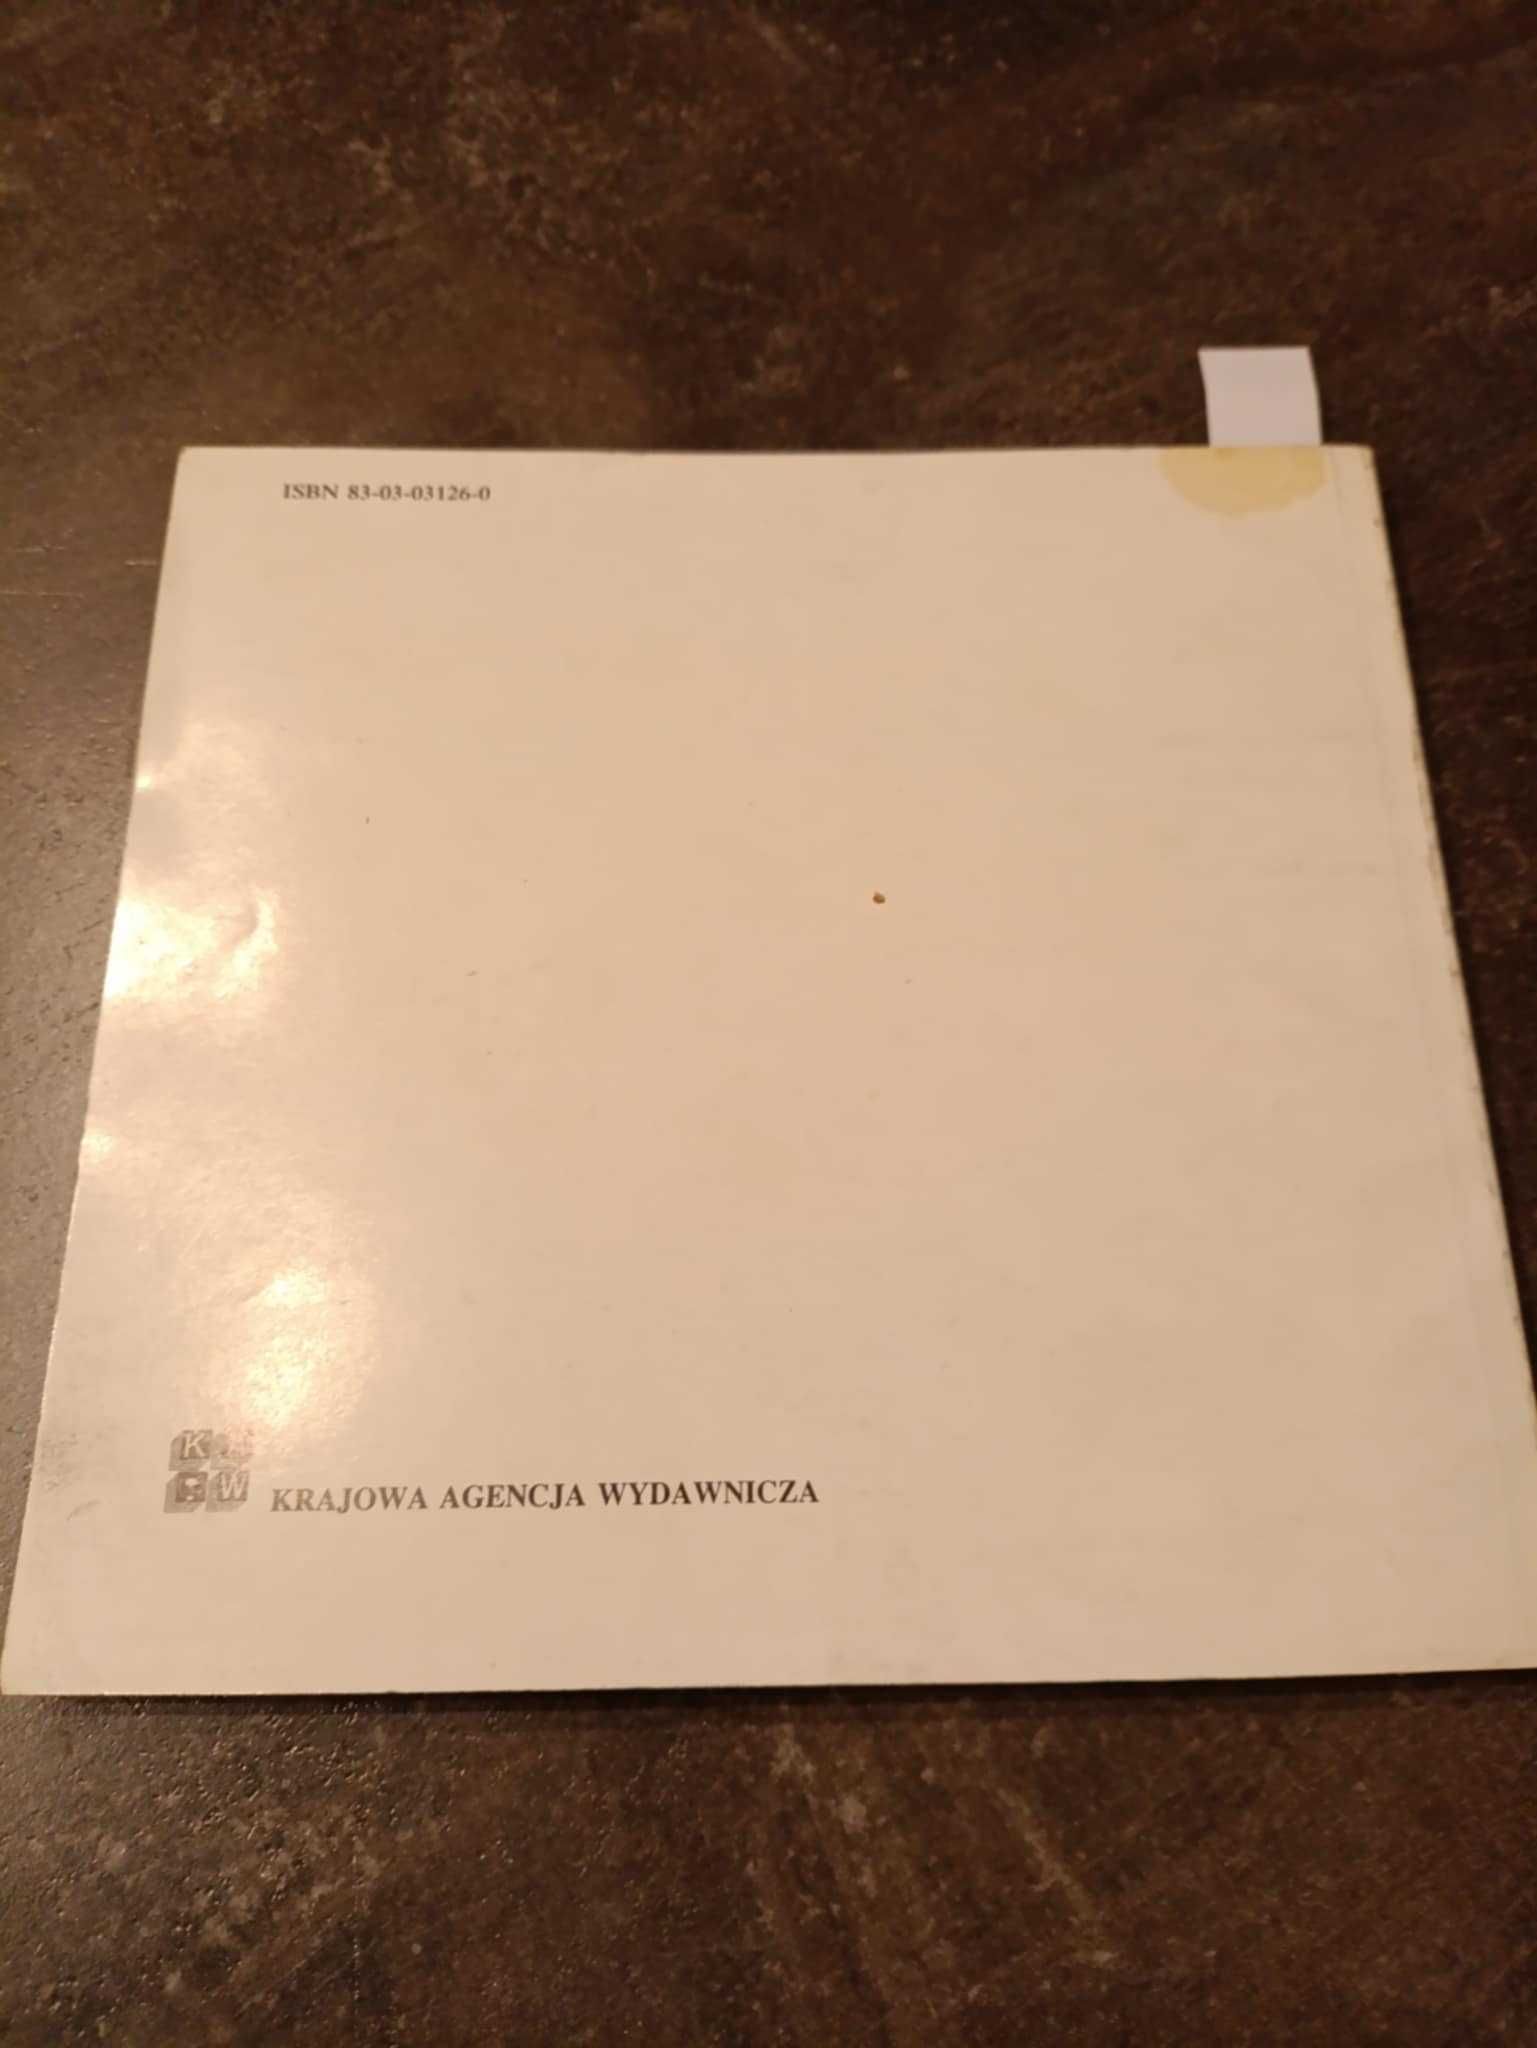 ISBN 83-03-03126-0
K
W
KRAJOWA AGENCJA WYDAWNICZA